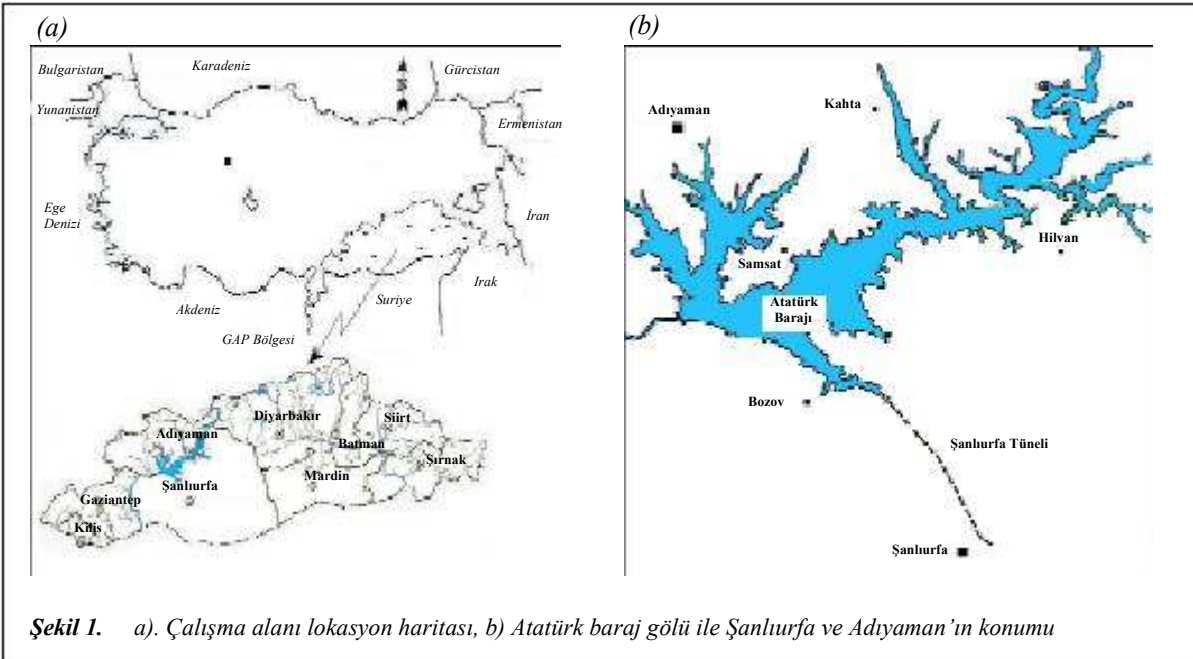 (a)
(b)
Bulgaristan
Karadeniz
Gürcistan
Yunanistan
Ermenistan
Ege
Denizi
İran
Irak
Suriye
Akdeniz
GAP Bölgesi
Diyarbakır
Siirt
Adıyaman
Batman
Şırnak
Mardin
Şanlıurfa
Gaziantep
Kilis
Adıyaman
Kahta
Hilvan
Samsat
Atatürk
Barajı
Bozov
Şanlıurfa Tüneli
Şanlıurfa
Şekil 1. a). Çalışma alanı lokasyon haritası, b) Atatürk baraj gölü ile Şanlıurfa ve Adıyaman’ın konumu